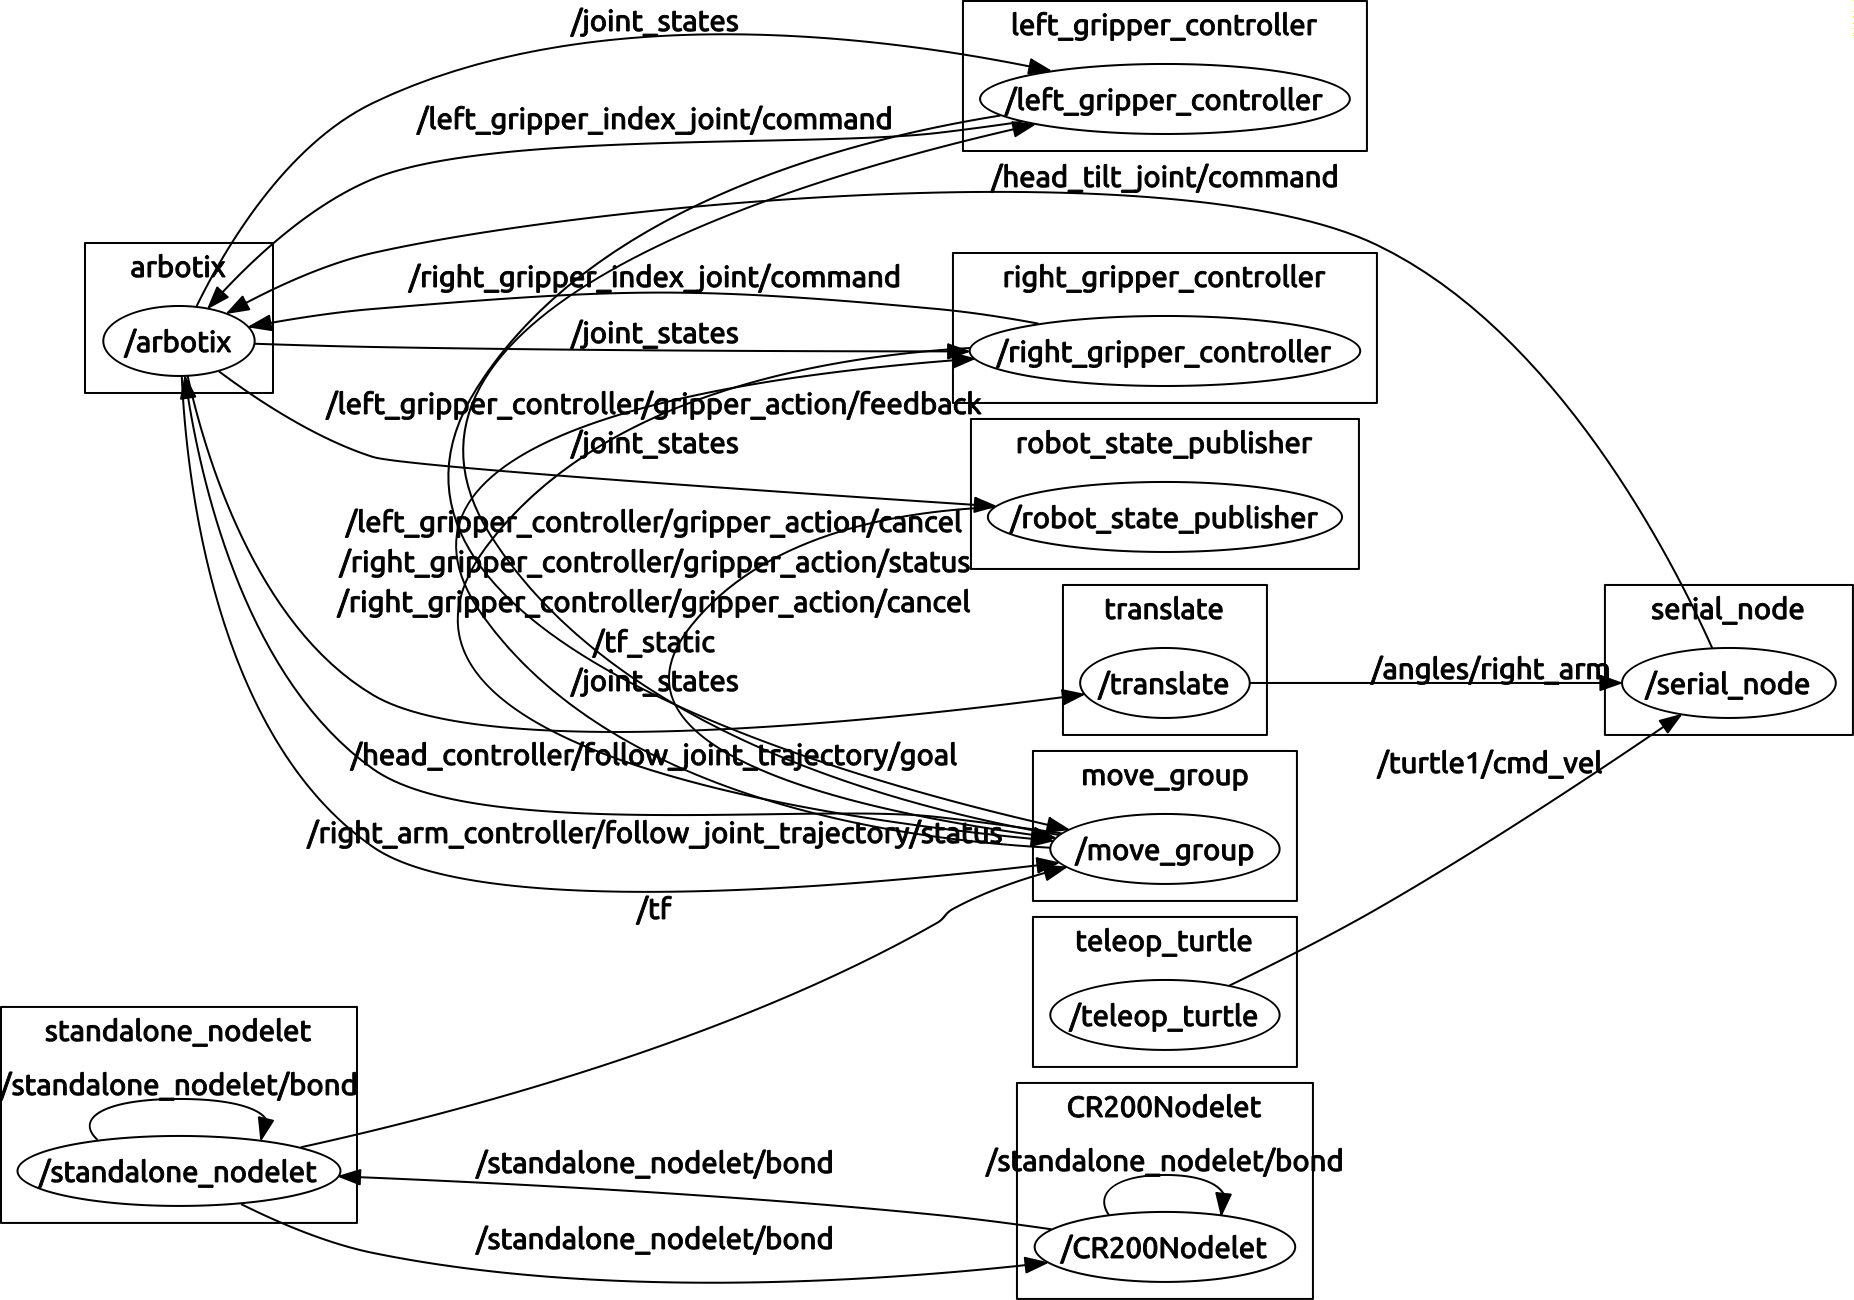 /joint_states
left_gripper_controller
/left_gripper_controller
/left_gripper_index_joint/command
/head_tilt_joint/command
arbotix
/arbotix
/right_gripper_index_joint/command
right_gripper_controller
/joint_states
/right_gripper_controller
/left_gripper_controller/gripper_action/feedback
/joint_states
robot_state_publisher
/robot_state_publisher
/left_gripper_controller/gripper_action/cancel
/right_gripper_controller/gripper_action/status
/right_gripper_controller/gripper_action/cancel
translate
serial_node
/tf_static
/joint_states
/translate
/angles/right_arm
/serial_node
/head_controller/follow_joint_trajectory/goal
move_group
/turtle1/cmd_vel
/right_arm_controller/follow_joint_trajectory/status
/move_group
/tf
teleop_turtle
/teleop_turtle
standalone_nodelet
/standalone_nodelet/bond
/standalone_nodelet
CR200Nodelet
/standalone_nodelet/bond
/standalone_nodelet/bond
/standalone_nodelet/bond
/CR200Nodelet